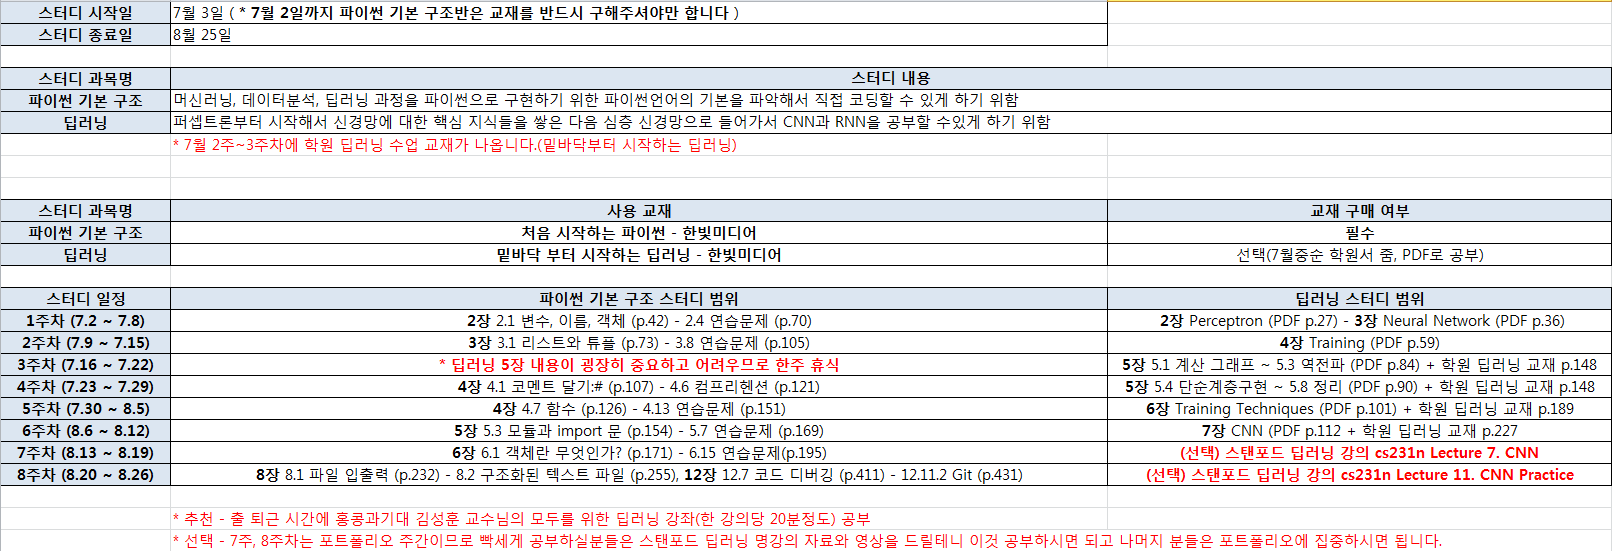 스터디 시작일 7월 3일 ( * 7월 2일까지 파이썬 기본 구조반은 교재를 반드시 구해주셔야만 합니다 )
스터디 종료일 8월 25일
스터디 과목명 스터디 내용
파이썬 기본 구조 머신러닝, 데이터분석, 딥러닝 과정을 파이썬으로 구현하기 위한 파이썬언어의 기본을 파악해서 직접 코딩할 수 있게 하기 위함
딥러닝 퍼셉트론부터 시작해서 신경망에 대한 핵심 지식들을 쌓은 다음 심층 신경망으로 들어가서 CNN과 RNN을 공부할 수있게 하기 위함
* 7월 2주~3주차에 학원 딥러닝 수업 교재가 나옵니다.(밑바닥부터 시작하는 딥러닝)
스터디 과목명 사용 교재 교재 구매 여부
파이썬 기본 구조 처음 시작하는 파이썬 - 한빛미디어 필수
딥러닝 밑바닥 부터 시작하는 딥러닝 - 한빛미디어 선택(7월중순 학원서 줌, PDF로 공부)
스터디 일정 파이썬 기본 구조 스터디 범위 딥러닝 스터디 범위
1주차 (7.2 ~ 7.8) 2장 2.1 변수, 이름, 객체 (p.42) - 2.4 연습문제 (p.70) 2장 Perceptron (PDF p.27) - 3장 Neural Network (PDF p.36)
2주차 (7.9 ~ 7.15) 3장 3.1 리스트와 튜플 (p.73) - 3.8 연습문제 (p.105) 4장 Training (PDF p.59)
3주차 (7.16 ~ 7.22) * 딥러닝 5장 내용이 굉장히 중요하고 어려우므로 한주 휴식 5장 5.1 계산 그래프 ~ 5.3 역전파 (PDF p.84) + 학원 딥러닝 교재 p.148
4주차 (7.23 ~ 7.29) 4장 4.1 코멘트 달기:# (p.107) - 4.6 컴프리헨션 (p.121) 5장 5.4 단순계층구현 ~ 5.8 정리 (PDF p.90) + 학원 딥러닝 교재 p.148
5주차 (7.30 ~ 8.5) 4장 4.7 함수 (p.126) - 4.13 연습문제 (p.151) 6장 Training Techniques (PDF p.101) + 학원 딥러닝 교재 p.189
6주차 (8.6 ~ 8.12) 5장 5.3 모듈과 import 문 (p.154) - 5.7 연습문제 (p.169) 7장 CNN (PDF p.112 + 학원 딥러닝 교재 p.227
7주차 (8.13 ~ 8.19) 6장 6.1 객체란 무엇인가? (p.171) - 6.15 연습문제(p.195) (선택) 스탠포드 딥러닝 강의 cs231n Lecture 7. CNN
8주차 (8.20 ~ 8.26) 8장 8.1 파일 입출력 (p.232) - 8.2 구조화된 텍스트 파일 (p.255), 12장 12.7 코드 디버깅 (p.411) - 12.11.2 Git (p.431) (선택) 스탠포드 딥러닝 강의 cs231n Lecture 11. CNN Practice
* 추천 - 출 퇴근 시간에 홍콩과기대 김성훈 교수님의 모두를 위한 딥러닝 강좌(한 강의당 20분정도) 공부
* 선택 - 7주, 8주차는 포트폴리오 주간이므로 빡세게 공부하실분들은 스탠포드 딥러닝 명강의 자료와 영상을 드릴테니 이것 공부하시면 되고 나머지 분들은 포트폴리오에 집중하시면 됩니다.